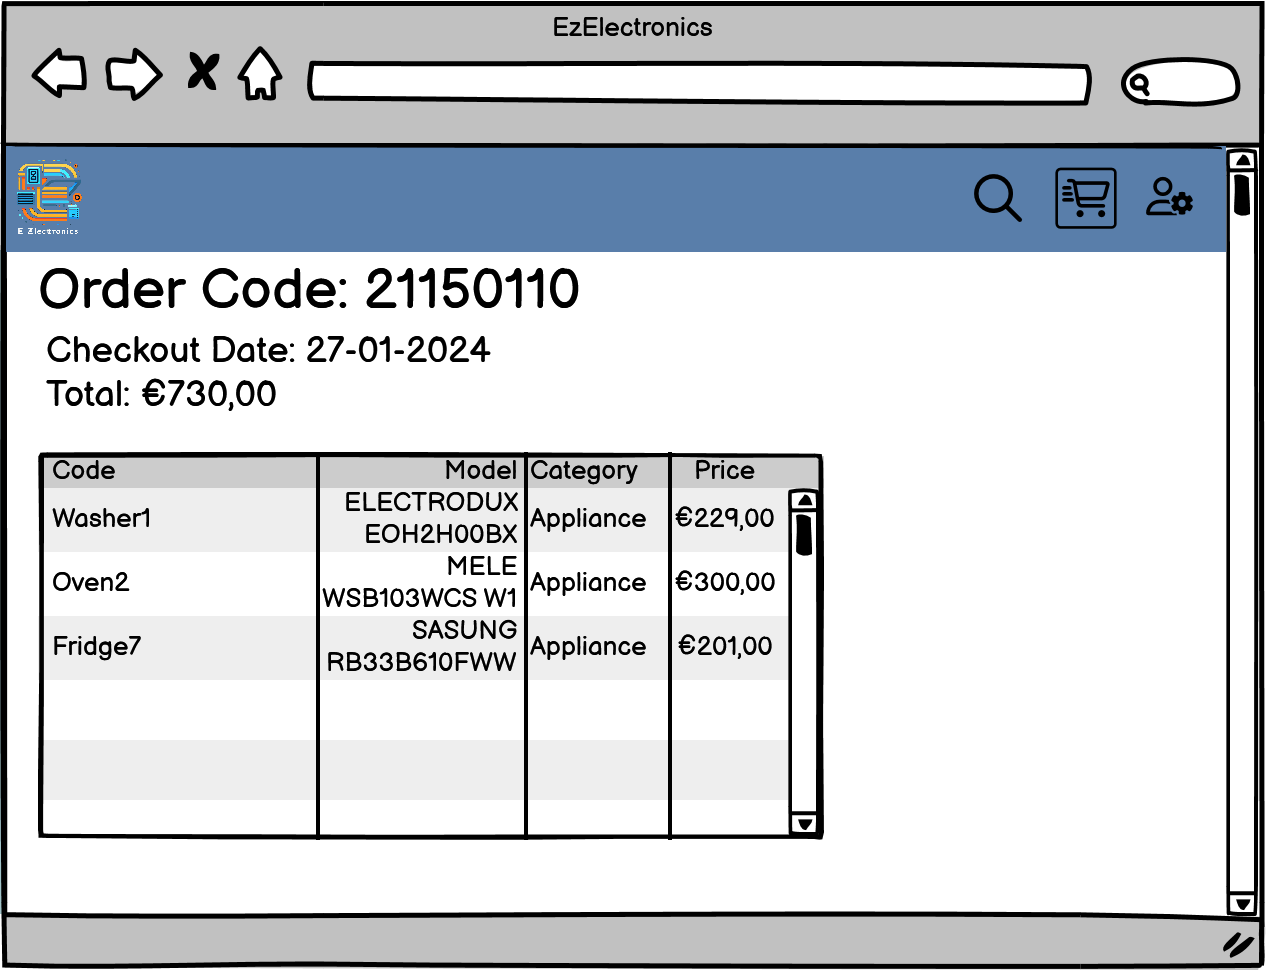 EzElectronics
E Zlectronics
Order Code: 21150110
Checkout Date: 27-01-2024
Total: €730,00
Code Model Category Price
Washer1 ELECTRODUX EOH2H00BX Appliance €229,00
Oven2 MELE WSB103WCS W1 Appliance €300,00
Fridge7 SASUNG RB33B610FWW Appliance €201,00